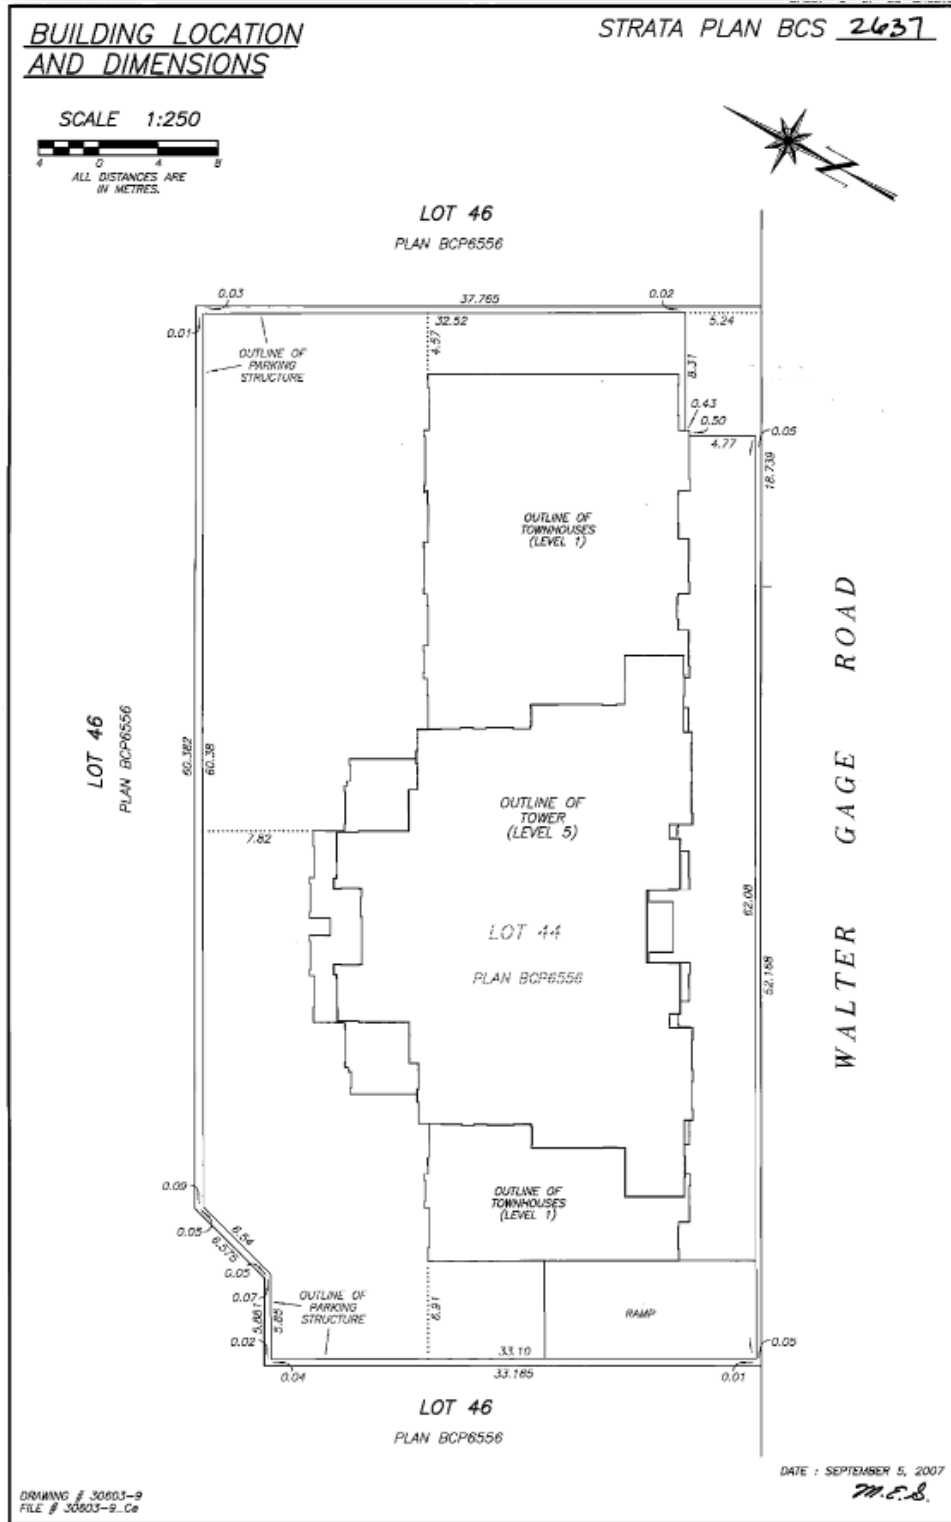 BUILDING LOCATION
AND DIMENSIONS
STRATA PLAN BCS 2637
SCALE 1:250
4 0 4 8
ALL DISTANCES ARE
IN METRES.
LOT 46
PLAN BCP6556
0.03
37.765
0.02
0.01
32.52
5.24
4.57
OUTLINE OF
PARKING
STRUCTURE
8.31
0.43
0.50
0.05
4.77
18.739
OUTLINE OF
TOWNHOUSES
(LEVEL 1)
WALTER GAGE ROAD
LOT 46
PLAN BCP6556
60.382
60.38
OUTLINE OF
TOWER
(LEVEL 5)
7.82
62.08
LOT 44
PLAN BCP6556
52.188
0.09
OUTLINE OF
TOWNHOUSES
(LEVEL 1)
0.05
6.54
6.575
0.05
0.07
5.881
5.85
OUTLINE OF
PARKING
STRUCTURE
6.91
RAMP
0.02
33.10
0.05
0.04
33.165
0.01
LOT 46
PLAN BCP6556
DATE : SEPTEMBER 5, 2007
M.E.S.
DRAWING # 30603-9
FILE # 30603-9_Ce